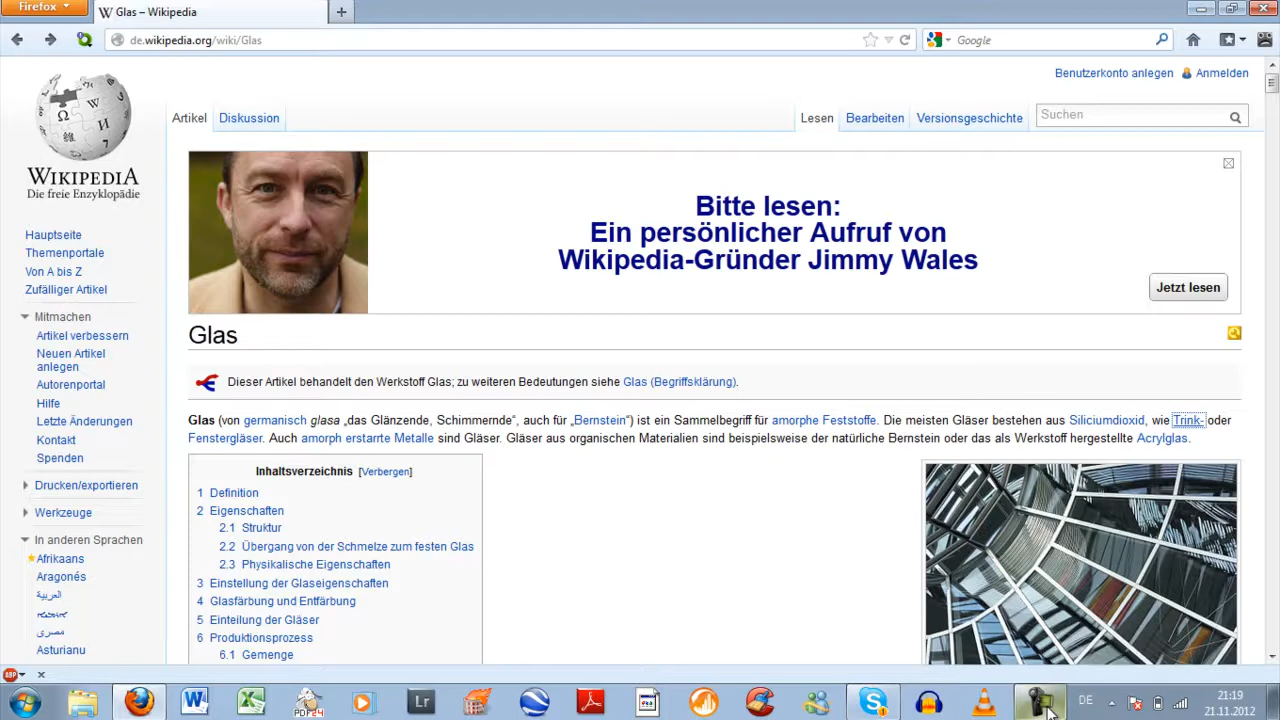 Firefox
Glas – Wikipedia
de.wikipedia.org/wiki/Glas
Google
Benutzerkonto anlegen
Anmelden
Artikel
Diskussion
Lesen
Bearbeiten
Versionsgeschichte
Suchen
WIKIPEDIA
Die freie Enzyklopädie
Bitte lesen:
Ein persönlicher Aufruf von
Wikipedia-Gründer Jimmy Wales
Jetzt lesen
Hauptseite
Themenportale
Von A bis Z
Zufälliger Artikel
Mitmachen
Artikel verbessern
Neuen Artikel
anlegen
Autorenportal
Hilfe
Letzte Änderungen
Kontakt
Spenden
Drucken/exportieren
Werkzeuge
In anderen Sprachen
Afrikaans
Aragonés
العربية
مصرى
Asturianu
Glas
Dieser Artikel behandelt den Werkstoff Glas; zu weiteren Bedeutungen siehe Glas (Begriffsklärung).
Glas (von germanisch glasa „das Glänzende, Schimmernde“, auch für „Bernstein“) ist ein Sammelbegriff für amorphe Feststoffe. Die meisten Gläser bestehen aus Siliciumdioxid, wie Trink- oder
Fenstergläser. Auch amorph erstarrte Metalle sind Gläser. Gläser aus organischen Materialien sind beispielsweise der natürliche Bernstein oder das als Werkstoff hergestellte Acrylglas.
Inhaltsverzeichnis [Verbergen]
1 Definition
2 Eigenschaften
2.1 Struktur
2.2 Übergang von der Schmelze zum festen Glas
2.3 Physikalische Eigenschaften
3 Einstellung der Glaseigenschaften
4 Glasfärbung und Entfärbung
5 Einteilung der Gläser
6 Produktionsprozess
6.1 Gemenge
ABP
PDF24
Lr
DE
21:19
21.11.2012